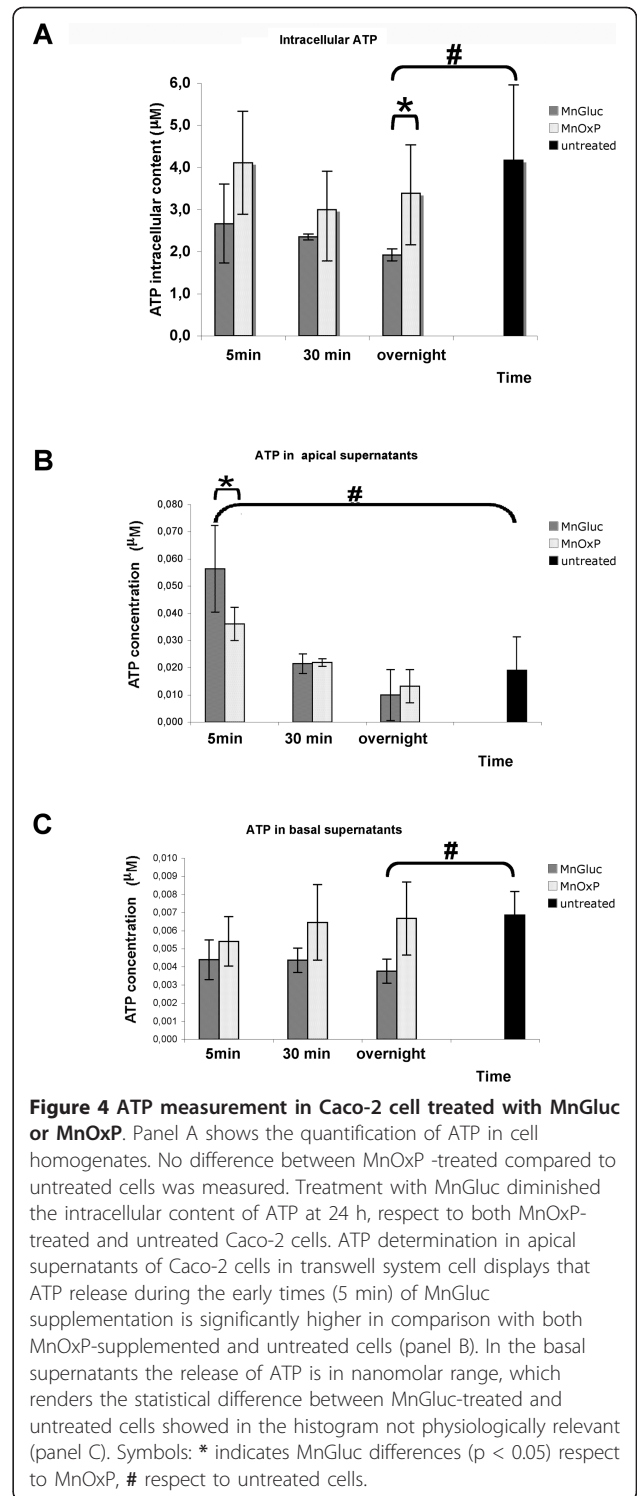 A
Intracellular ATP
#
*
6,0
5,0
4,0
3,0
2,0
1,0
0,0
ATP intracellular content (µM)
MnGluc
MnOxP
untreated
5min 30 min overnight
Time
B
ATP in apical supernatants
*
#
0,080
0,070
0,060
0,050
0,040
0,030
0,020
0,010
0,000
ATP concentration (µM)
MnGluc
MnOxP
untreated
5min 30 min overnight
Time
C
ATP in basal supernatants
#
0,010
0,009
0,008
0,007
0,006
0,005
0,004
0,003
0,002
0,001
0,000
ATP concentration (µM)
MnGluc
MnOxP
untreated
5min 30 min overnight
Time
Figure 4 ATP measurement in Caco-2 cell treated with MnGluc
or MnOxP. Panel A shows the quantification of ATP in cell
homogenates. No difference between MnOxP -treated compared to
untreated cells was measured. Treatment with MnGluc diminished
the intracellular content of ATP at 24 h, respect to both MnOxP-
treated and untreated Caco-2 cells. ATP determination in apical
supernatants of Caco-2 cells in transwell system cell displays that
ATP release during the early times (5 min) of MnGluc
supplementation is significantly higher in comparison with both
MnOxP-supplemented and untreated cells (panel B). In the basal
supernatants the release of ATP is in nanomolar range, which
renders the statistical difference between MnGluc-treated and
untreated cells showed in the histogram not physiologically relevant
(panel C). Symbols: * indicates MnGluc differences (p < 0.05) respect
to MnOxP, # respect to untreated cells.